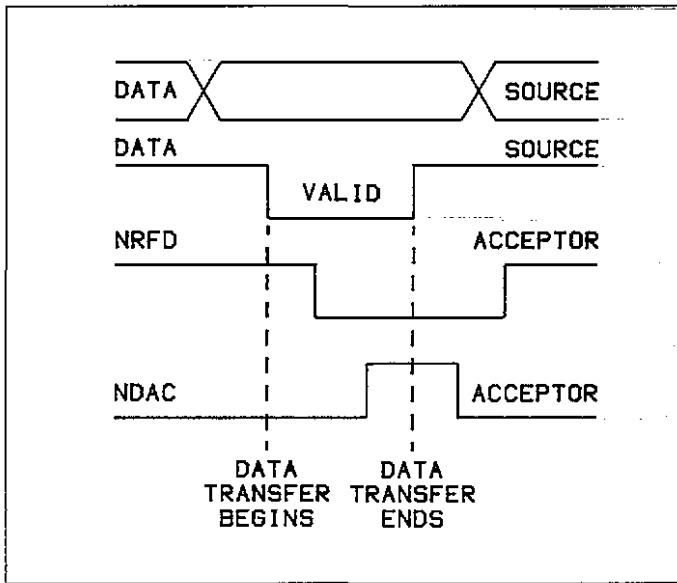 DATA SOURCE
DATA SOURCE
VALID
NRFD ACCEPTOR
NDAC ACCEPTOR
DATA DATA
TRANSFER TRANSFER
BEGINS ENDS